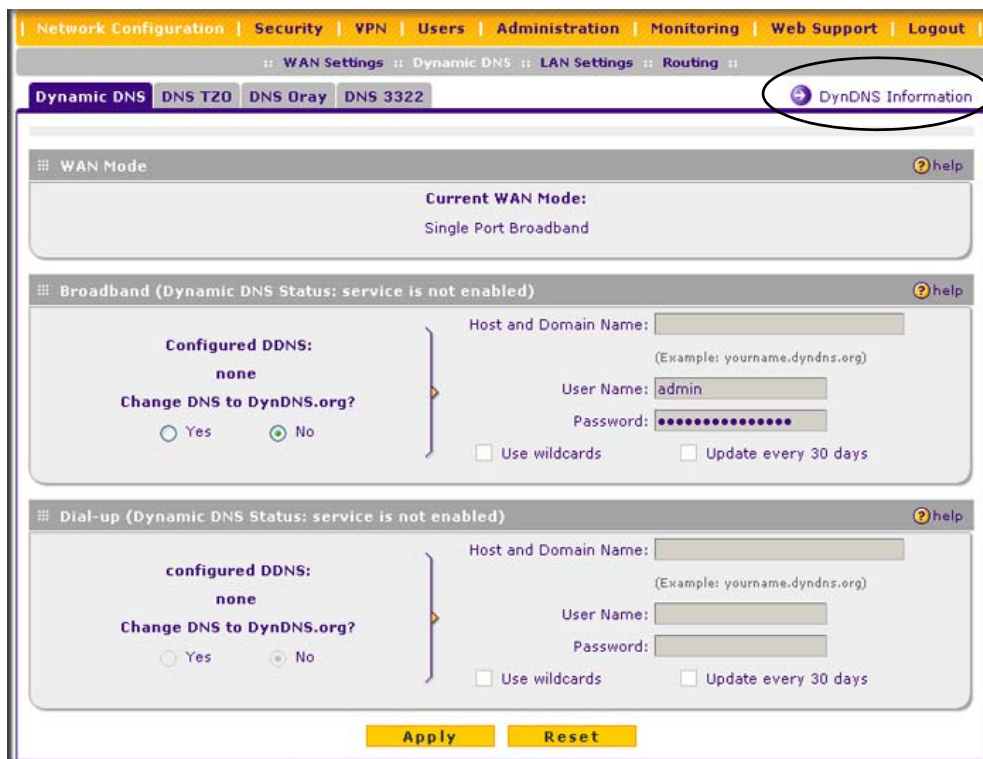 Network Configuration | Security | VPN | Users | Administration | Monitoring | Web Support | Logout
:: WAN Settings :: Dynamic DNS :: LAN Settings :: Routing ::
Dynamic DNS DNS TZO DNS Oray DNS 3322 DynDNS Information
WAN Mode help
Current WAN Mode:
Single Port Broadband
Broadband (Dynamic DNS Status: service is not enabled) help
Configured DDNS:
none
Change DNS to DynDNS.org?
Yes No
Host and Domain Name:
(Example: yourname.dyndns.org)
User Name: admin
Password: •••••••••••••••
Use wildcards Update every 30 days
Dial-up (Dynamic DNS Status: service is not enabled) help
configured DDNS:
none
Change DNS to DynDNS.org?
Yes No
Host and Domain Name:
(Example: yourname.dyndns.org)
User Name:
Password:
Use wildcards Update every 30 days
Apply Reset